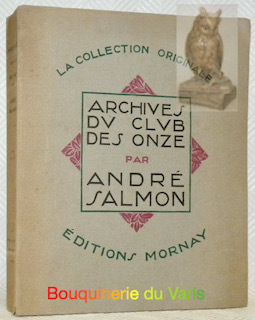 LA COLLECTION ORIGINALE
ARCHIVES
DV CLVB
DES ONZE
PAR
ANDRÉ
SALMON
ÉDITIONS MORNAY
Bouquinerie du Varis